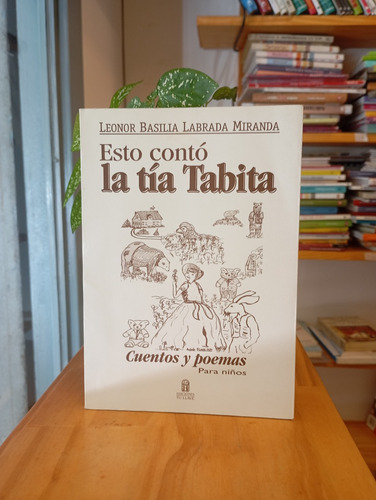 LEONOR BASILIA LABRADA MIRANDA
Esto contó
la tía Tabita
Cuentos y poemas
Para niños